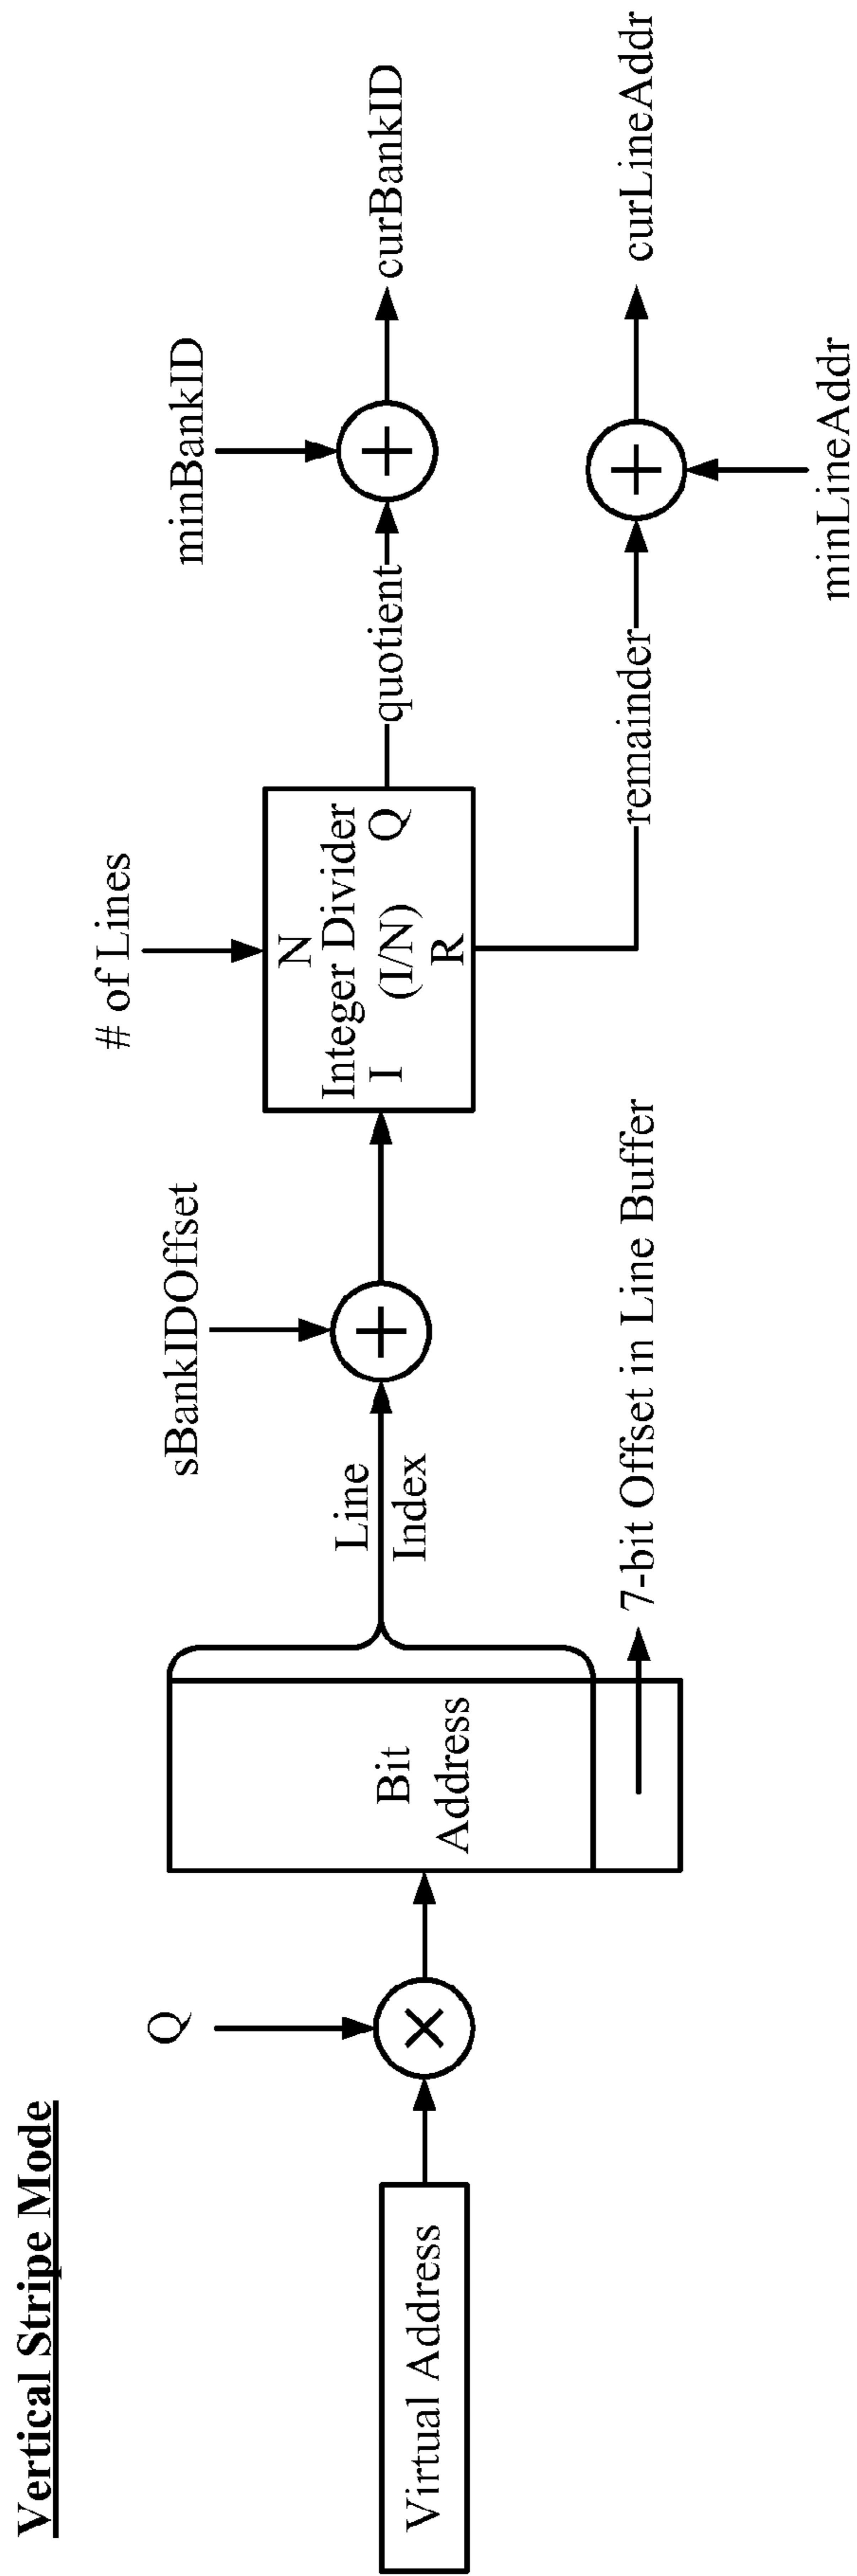 Vertical Stripe Mode
Virtual Address
Q
×
Bit
Address
Line
Index
7-bit Offset in Line Buffer
sBankIDOffset
+
# of Lines
N
Integer Divider
I (I/N) Q
R
quotient
remainder
minBankID
+
curBankID
+
minLineAddr
curLineAddr